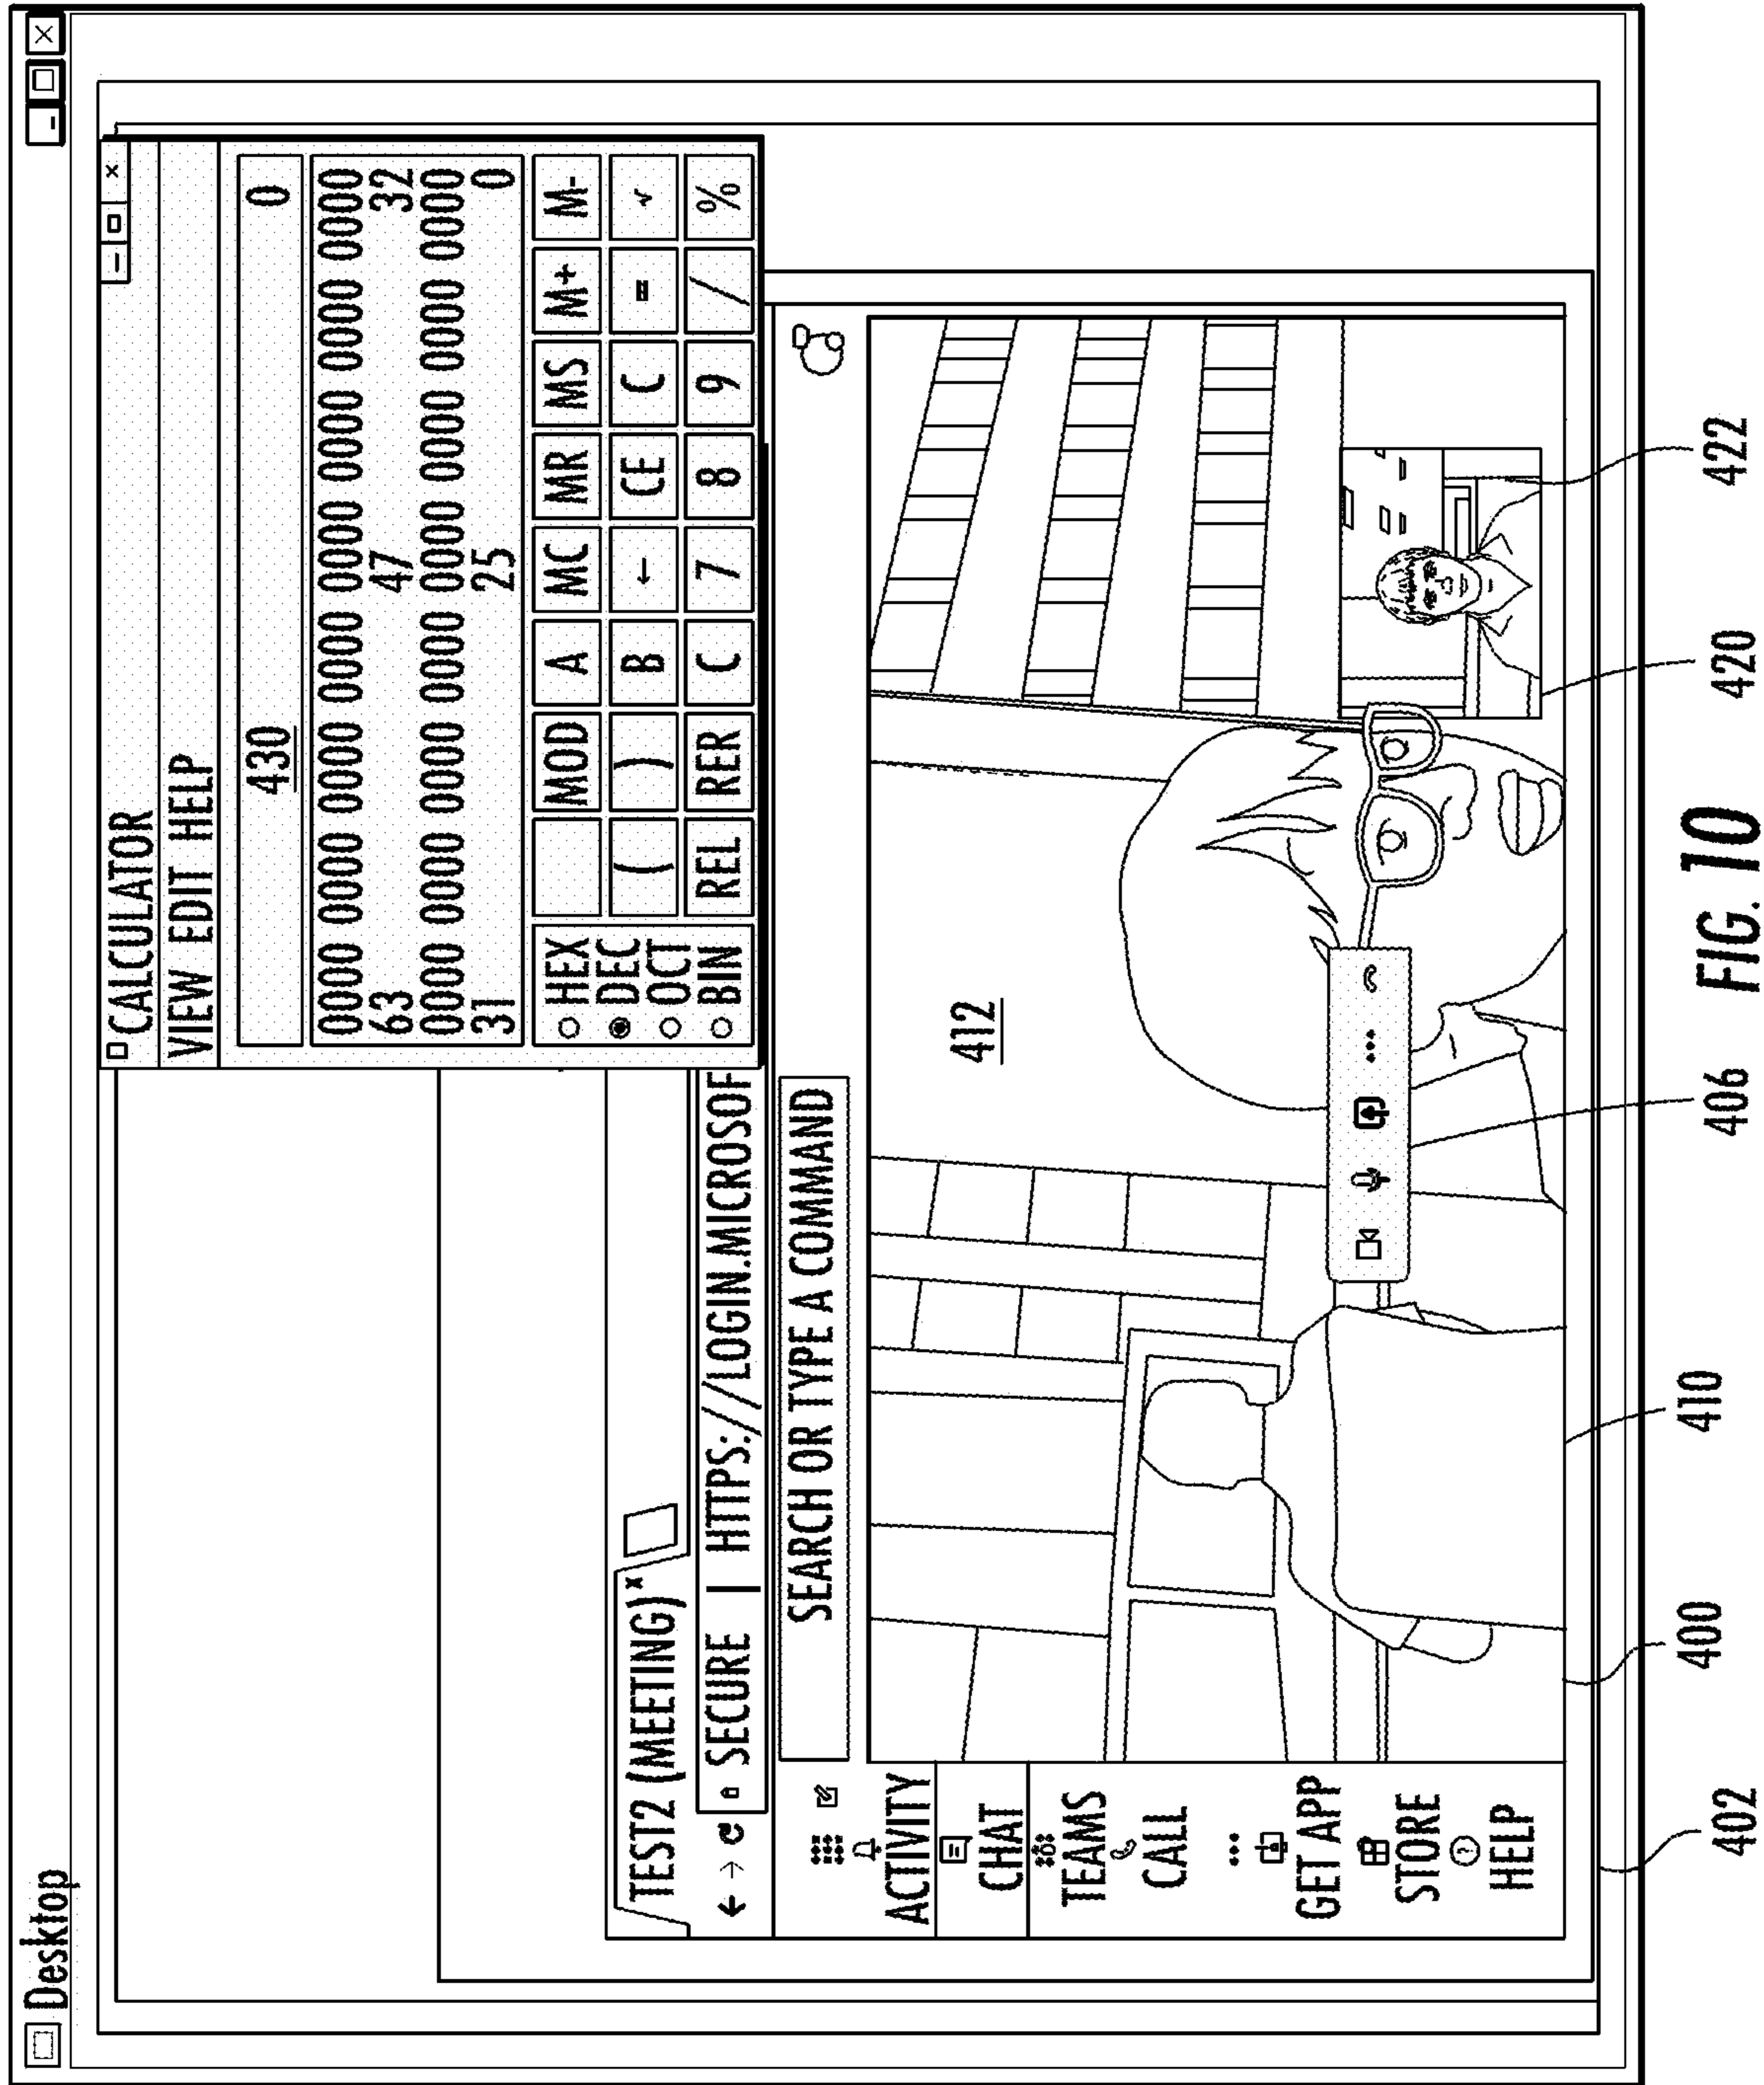 Desktop
CALCULATOR
VIEW EDIT HELP
430 0
0000 0000 0000 0000 0000 0000 0000 0000
63 47 32
0000 0000 0000 0000 0000 0000 0000 0000
31 25 0
HEX MOD A MC MR MS M+ M-
DEC ( ) B ← CE C = √
OCT
BIN REL RER C 7 8 9 / %
TEST2 (MEETING) x
SECURE | HTTPS://LOGIN.MICROSOF
SEARCH OR TYPE A COMMAND
ACTIVITY
CHAT
TEAMS
CALL
GET APP
STORE
HELP
412
402 400 410 406 420 422
FIG. 10